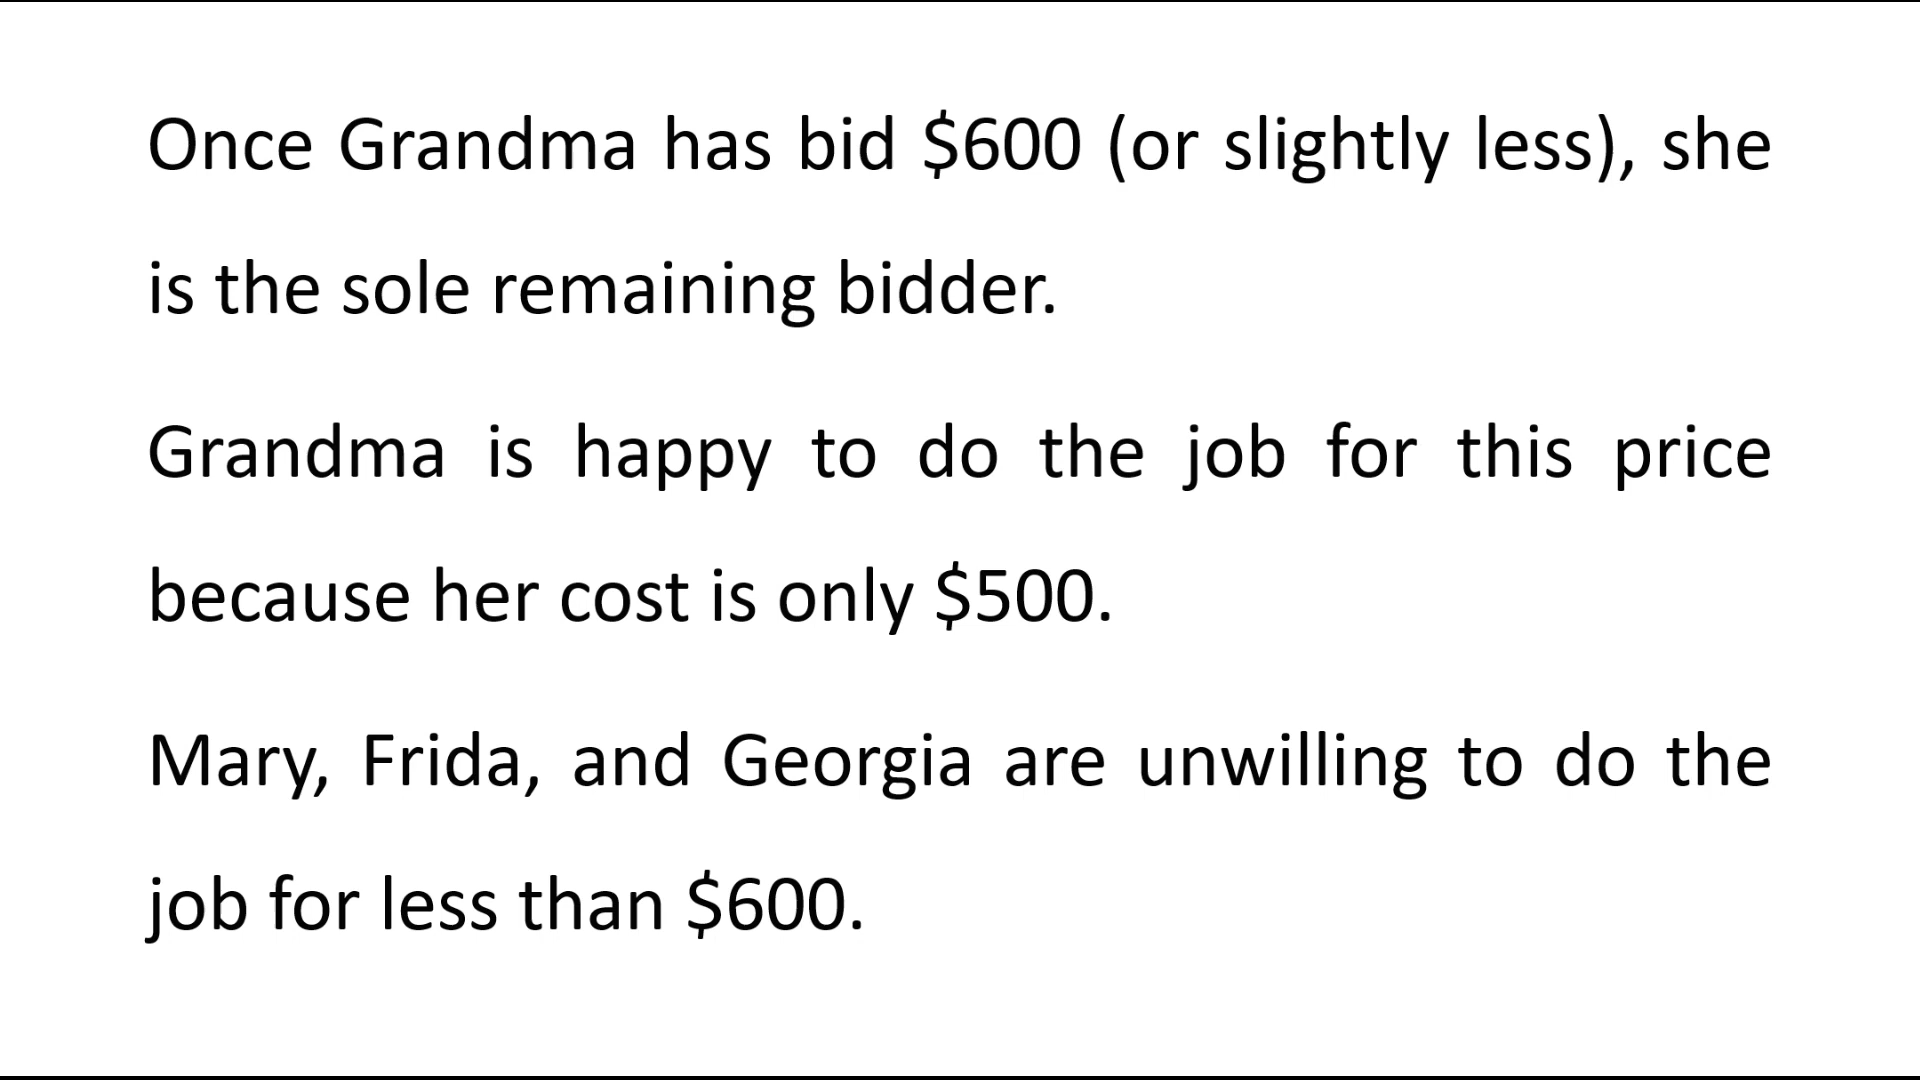 Once Grandma has bid $600 (or slightly less), she
is the sole remaining bidder.
Grandma is happy to do the job for this price
because her cost is only $500.
Mary, Frida, and Georgia are unwilling to do the
job for less than $600.